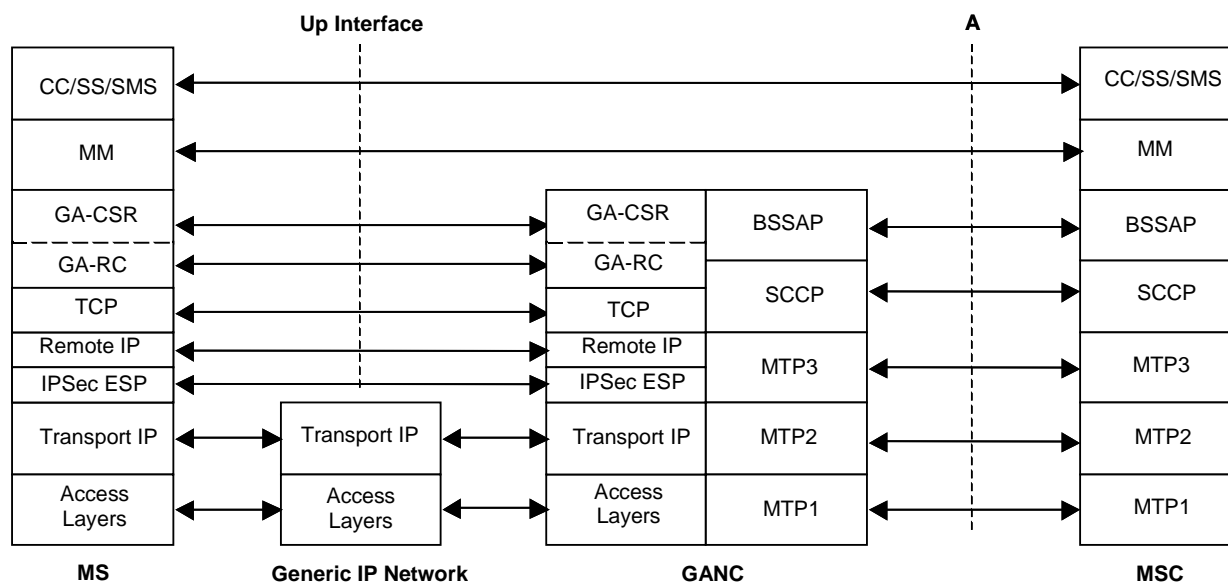 Up Interface
A
CC/SS/SMS
CC/SS/SMS
MM
MM
GA-CSR
GA-CSR
BSSAP
BSSAP
GA-RC
GA-RC
SCCP
SCCP
TCP
TCP
Remote IP
Remote IP
MTP3
MTP3
IPSec ESP
IPSec ESP
Transport IP
Transport IP
Transport IP
MTP2
MTP2
Access
Layers
Access
Layers
Access
Layers
MTP1
MTP1
MS
Generic IP Network
GANC
MSC